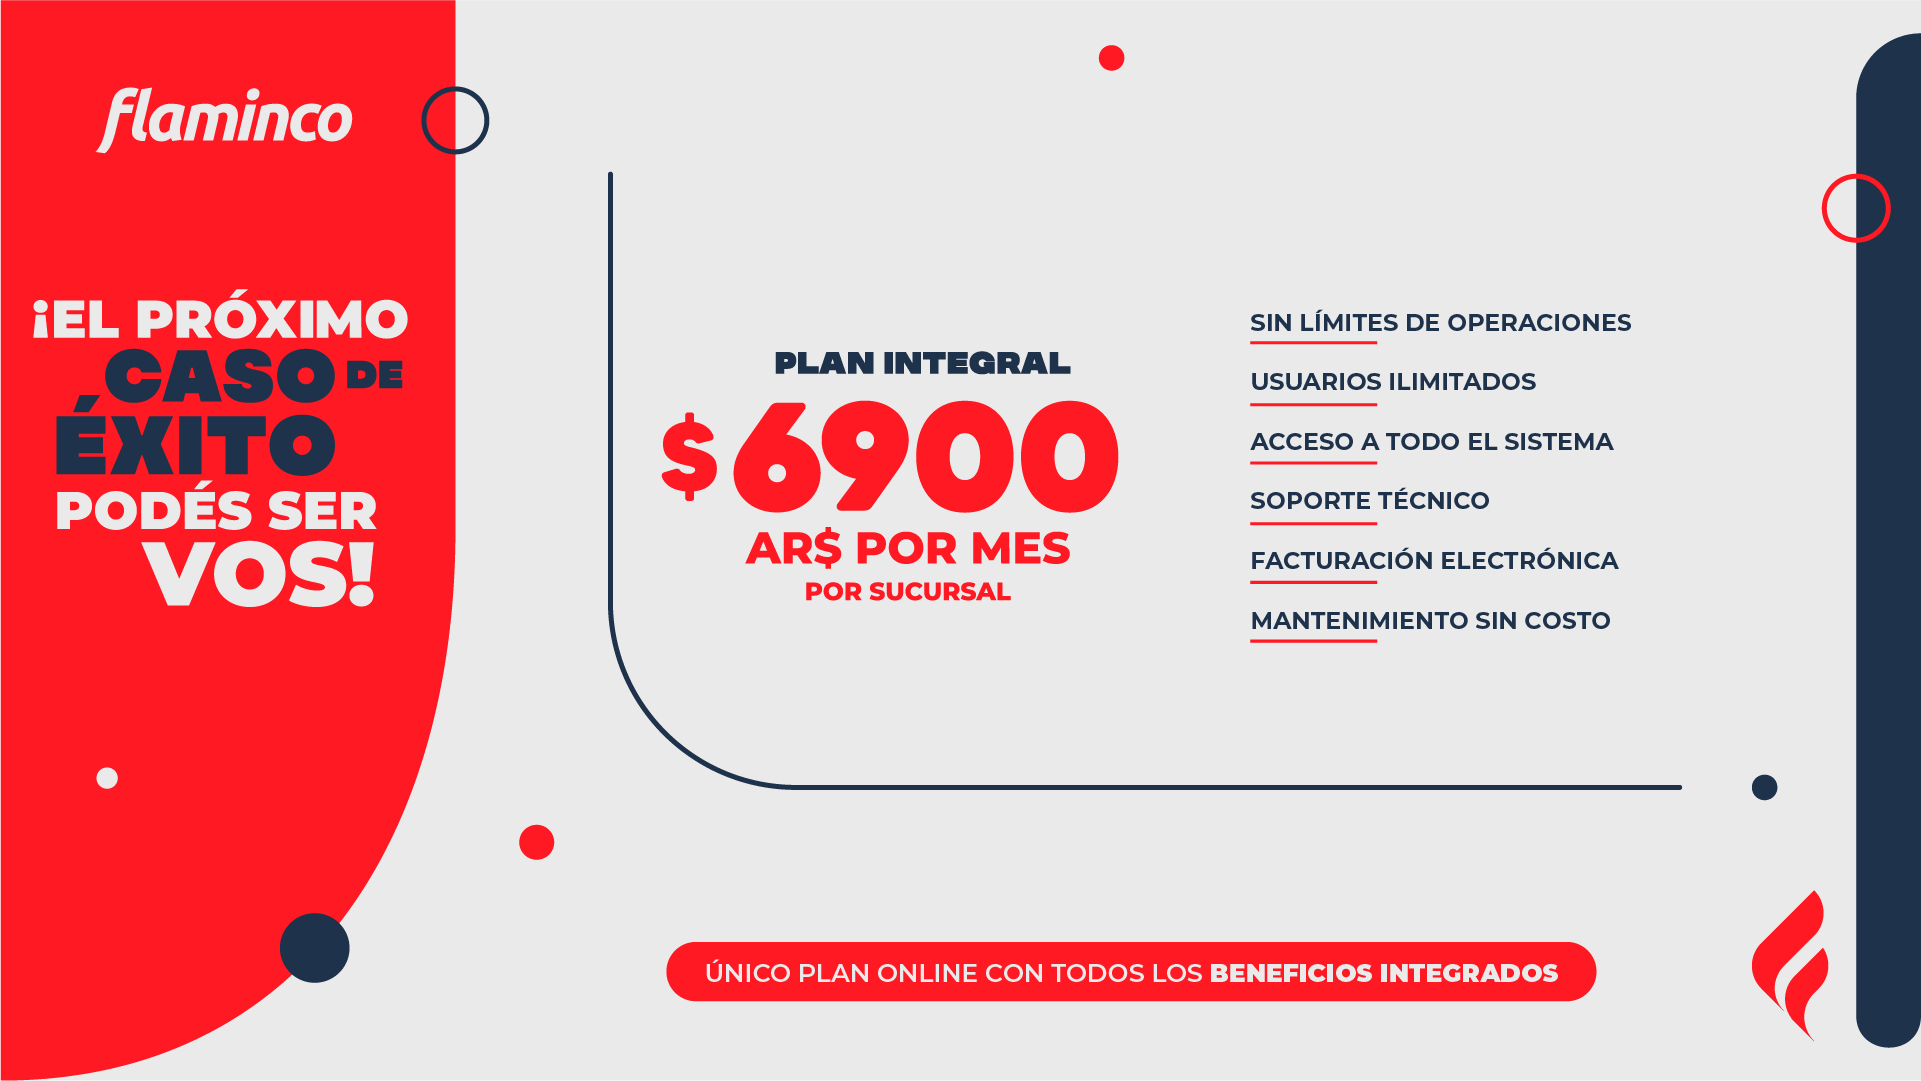 flaminco
¡EL PRÓXIMO
CASO DE
ÉXITO
PODÉS SER
VOS!
PLAN INTEGRAL
$6900
AR$ POR MES
POR SUCURSAL
SIN LÍMITES DE OPERACIONES
USUARIOS ILIMITADOS
ACCESO A TODO EL SISTEMA
SOPORTE TÉCNICO
FACTURACIÓN ELECTRÓNICA
MANTENIMIENTO SIN COSTO
ÚNICO PLAN ONLINE CON TODOS LOS BENEFICIOS INTEGRADOS